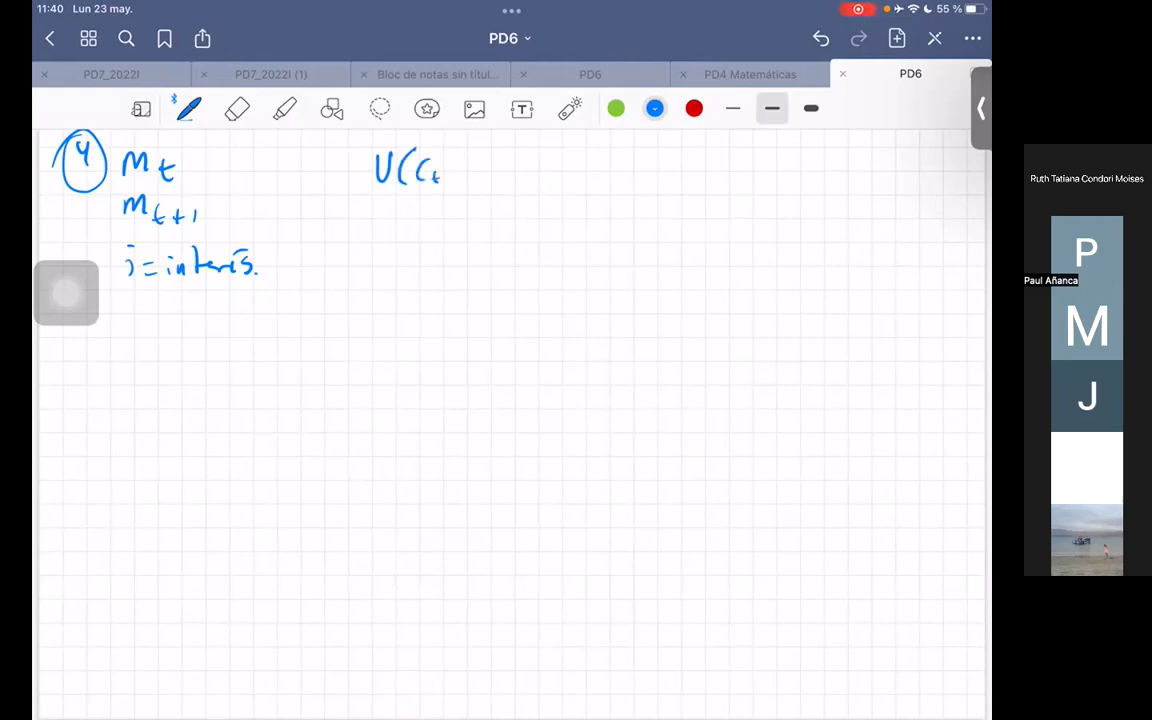 11:40 Lun 23 may. 55 %
PD6
PD7_2022I PD7_2022I (1) Bloc de notas sin títul... PD6 PD4 Matemáticas PD6
4 Mt U(Ct
Mt+1
i = interés.
Ruth Tatiana Condori Moises
P
Paul Añanca
M
J